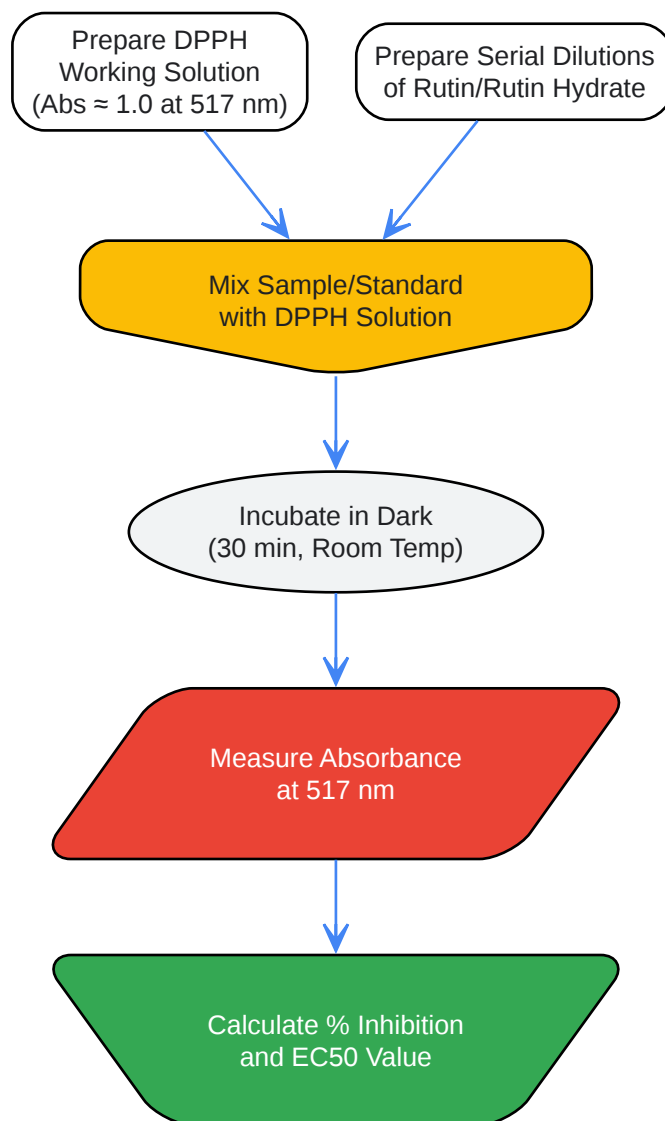 Prepare DPPH
Working Solution
(Abs ≈ 1.0 at 517 nm)
Prepare Serial Dilutions
of Rutin/Rutin Hydrate
Mix Sample/Standard
with DPPH Solution
Incubate in Dark
(30 min, Room Temp)
Measure Absorbance
at 517 nm
Calculate % Inhibition
and EC50 Value